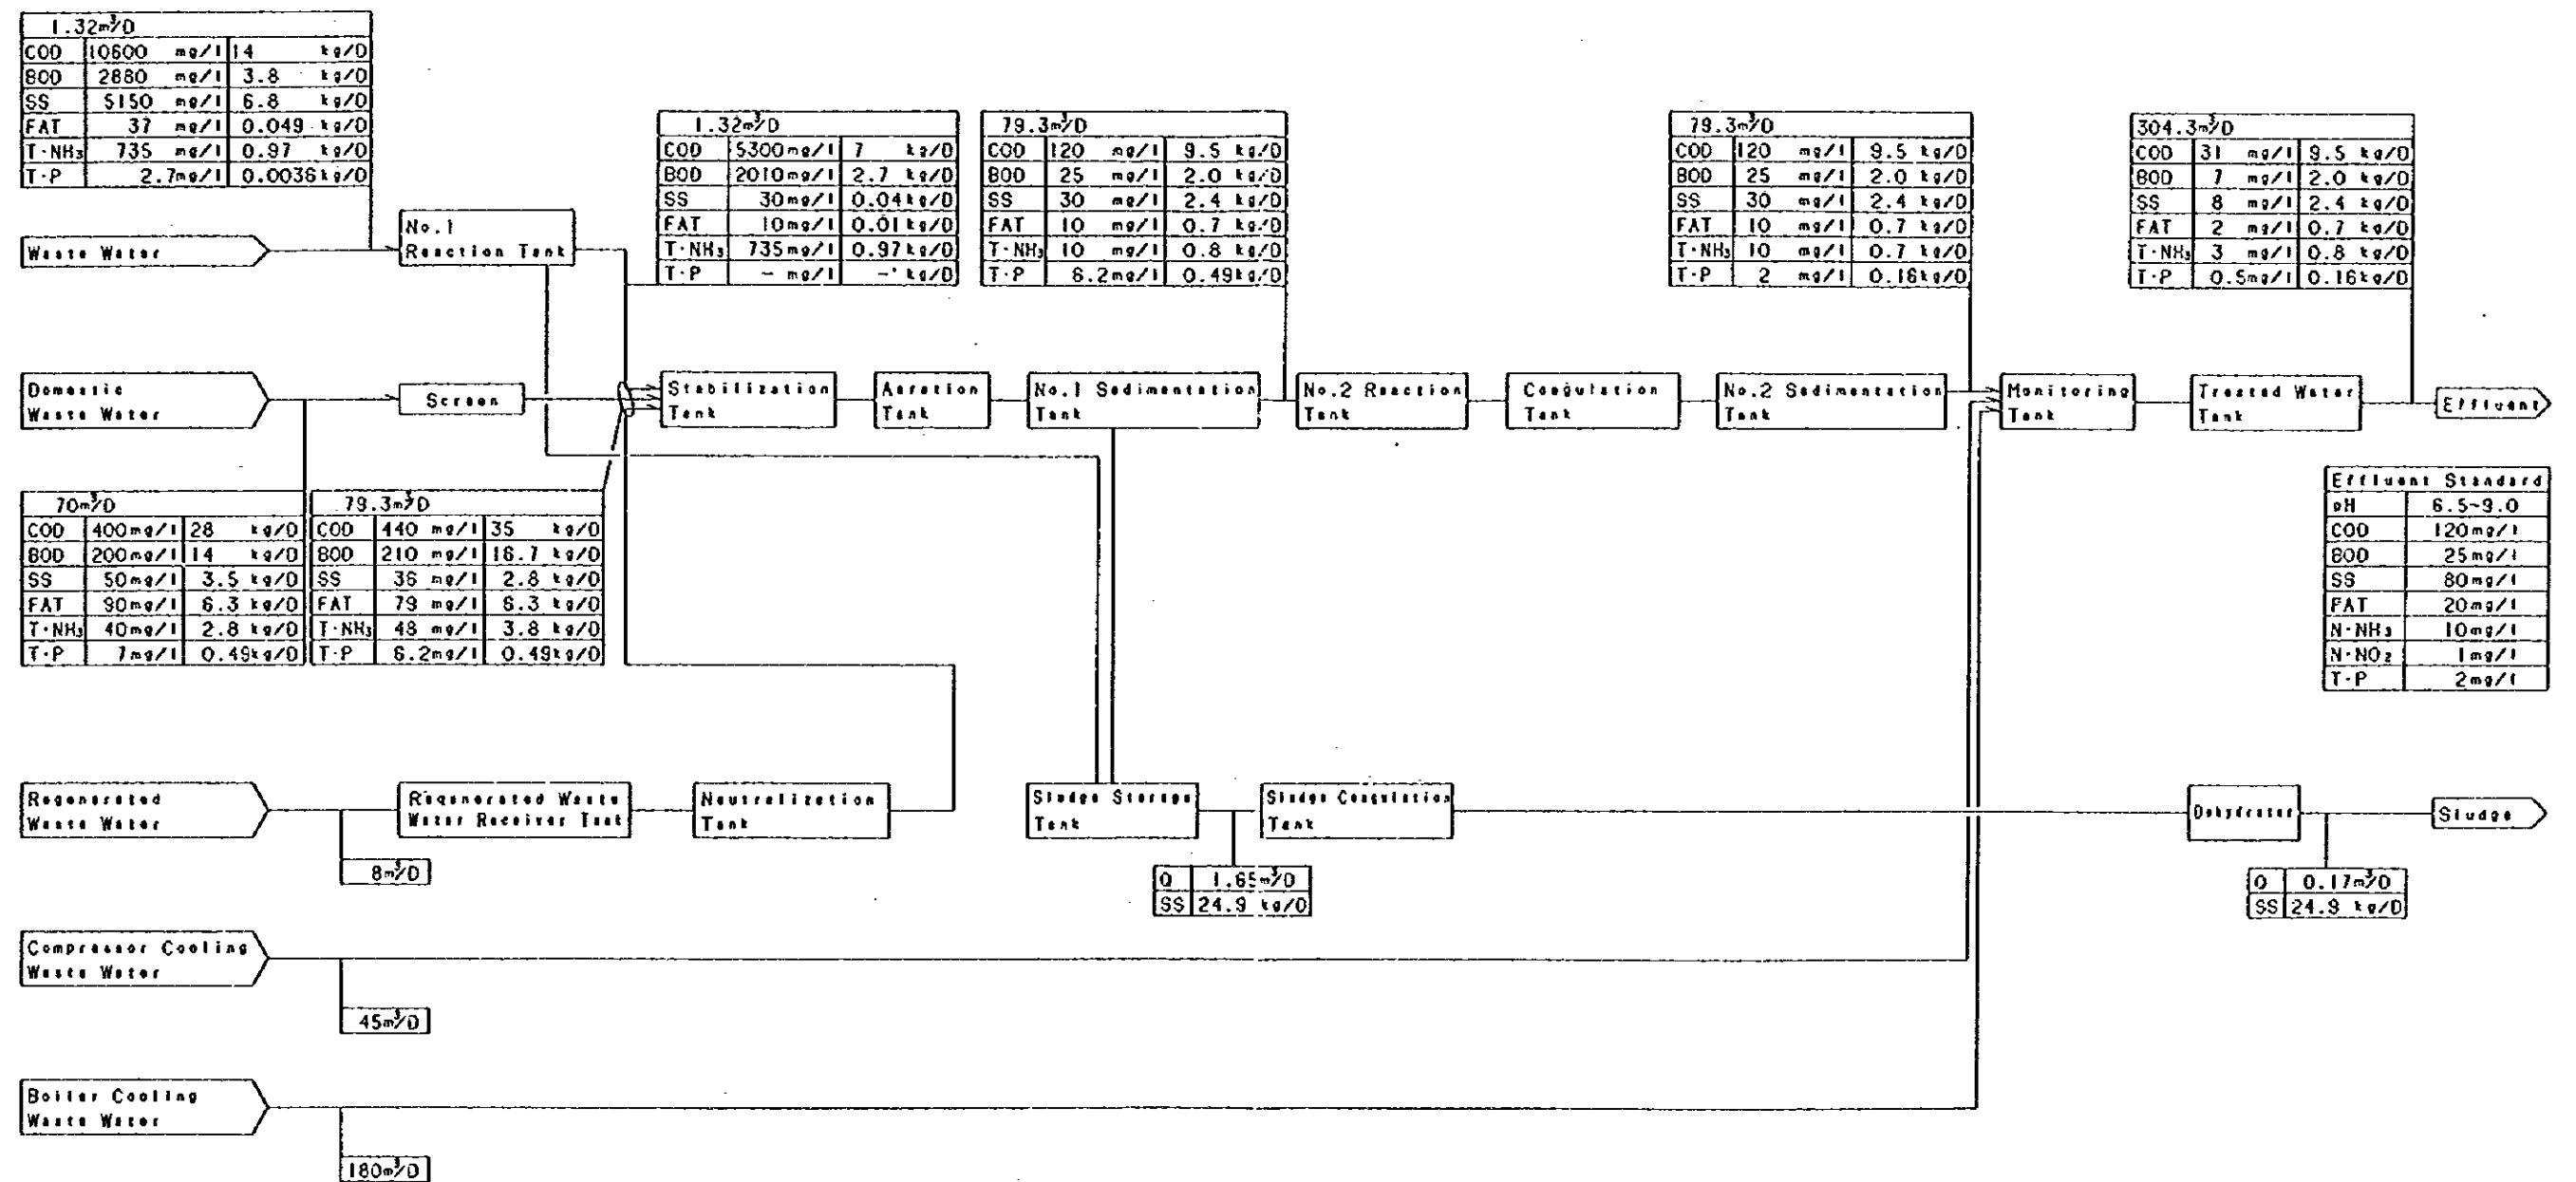 1.32m³/D
COD 10600 mg/l 14 kg/D
BOD 2880 mg/l 3.8 kg/D
SS 5150 mg/l 6.8 kg/D
FAT 37 mg/l 0.049 kg/D
T·NH₃ 735 mg/l 0.97 kg/D
T·P 2.7mg/l 0.0036kg/D
1.32m³/D
COD 5300mg/l 7 kg/D
BOD 2010mg/l 2.7 kg/D
SS 30mg/l 0.04kg/D
FAT 10mg/l 0.01kg/D
T·NH₃ 735mg/l 0.97kg/D
T·P - mg/l - kg/D
79.3m³/D
COD 120 mg/l 9.5 kg/D
BOD 25 mg/l 2.0 kg/D
SS 30 mg/l 2.4 kg/D
FAT 10 mg/l 0.7 kg/D
T·NH₃ 10 mg/l 0.8 kg/D
T·P 6.2mg/l 0.49kg/D
79.3m³/D
COD 120 mg/l 9.5 kg/D
BOD 25 mg/l 2.0 kg/D
SS 30 mg/l 2.4 kg/D
FAT 10 mg/l 0.7 kg/D
T·NH₃ 10 mg/l 0.7 kg/D
T·P 2 mg/l 0.16kg/D
304.3m³/D
COD 31 mg/l 9.5 kg/D
BOD 7 mg/l 2.0 kg/D
SS 8 mg/l 2.4 kg/D
FAT 2 mg/l 0.7 kg/D
T·NH₃ 3 mg/l 0.8 kg/D
T·P 0.5mg/l 0.16kg/D
Waste Water
No.1
Reaction Tank
Domestic
Waste Water
Screen
Stabilization
Tank
Aeration
Tank
No.1 Sedimentation
Tank
No.2 Reaction
Tank
Coagulation
Tank
No.2 Sedimentation
Tank
Monitoring
Tank
Treated Water
Tank
Effluent
70m³/D
COD 400mg/l 28 kg/D
BOD 200mg/l 14 kg/D
SS 50mg/l 3.5 kg/D
FAT 90mg/l 6.3 kg/D
T·NH₃ 40mg/l 2.8 kg/D
T·P 7mg/l 0.49kg/D
79.3m³/D
COD 440 mg/l 35 kg/D
BOD 210 mg/l 16.7 kg/D
SS 36 mg/l 2.8 kg/D
FAT 79 mg/l 6.3 kg/D
T·NH₃ 48 mg/l 3.8 kg/D
T·P 6.2mg/l 0.49kg/D
Effluent Standard
pH 6.5~9.0
COD 120mg/l
BOD 25mg/l
SS 80mg/l
FAT 20mg/l
N·NH₃ 10mg/l
N·NO₂ 1mg/l
T·P 2mg/l
Regenerated
Waste Water
Regenerated Waste
Water Receiver Tank
Neutralization
Tank
Sludge Storage
Tank
Sludge Coagulation
Tank
Dehydrater
Sludge
8m³/D
Q 1.65m³/D
SS 24.9 kg/D
Q 0.17m³/D
SS 24.9 kg/D
Compressor Cooling
Waste Water
45m³/D
Boiler Cooling
Waste Water
180m³/D